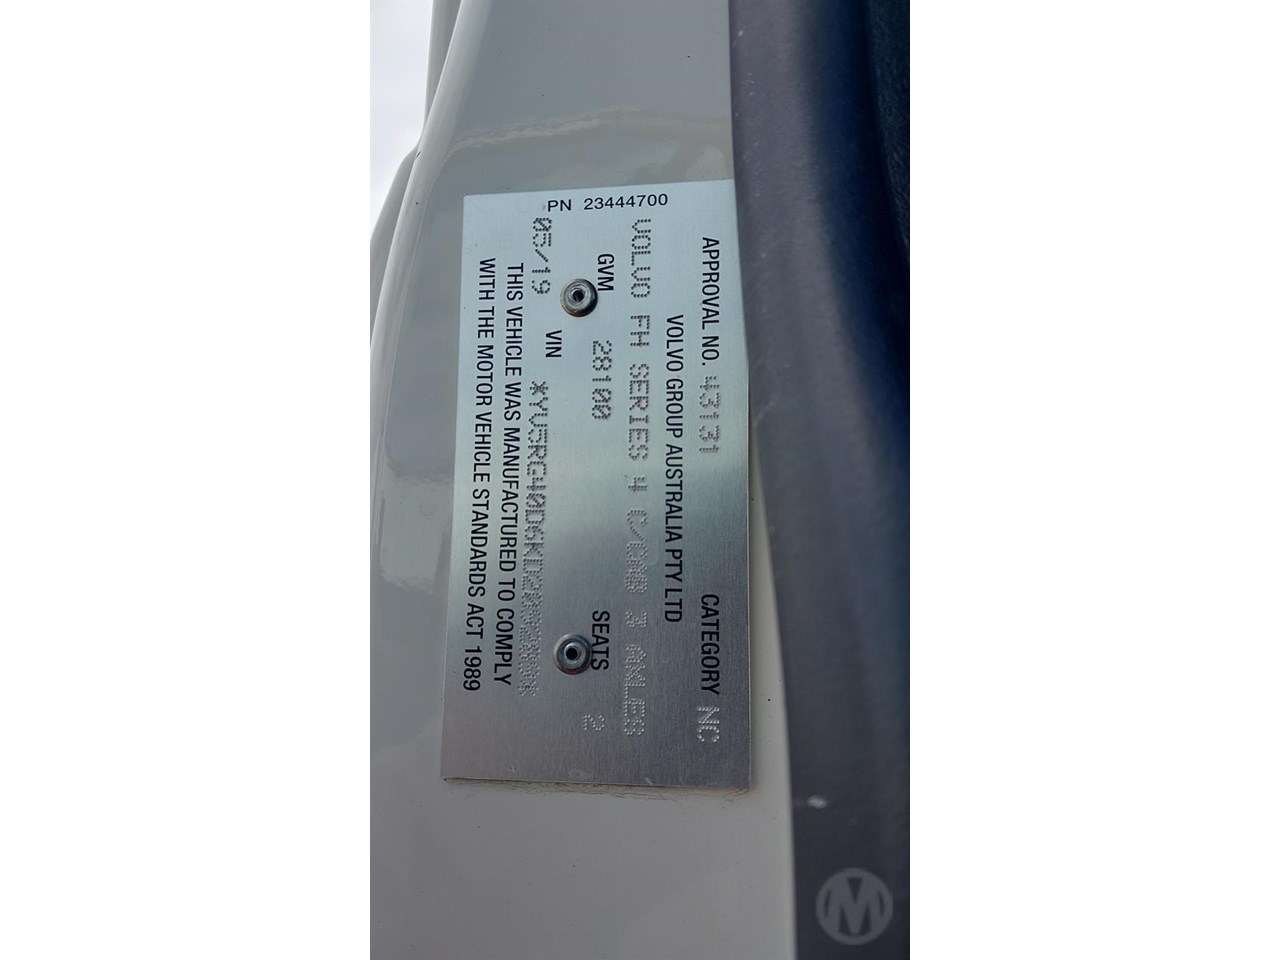 PN 23444700
APPROVAL NO. 43131 CATEGORY NC
VOLVO GROUP AUSTRALIA PTY LTD
VOLVO FH SERIES 4 C/CAB 3 AXLES
GVM 28100 SEATS 2
05/19 VIN
THIS VEHICLE WAS MANUFACTURED TO COMPLY
WITH THE MOTOR VEHICLE STANDARDS ACT 1989
M